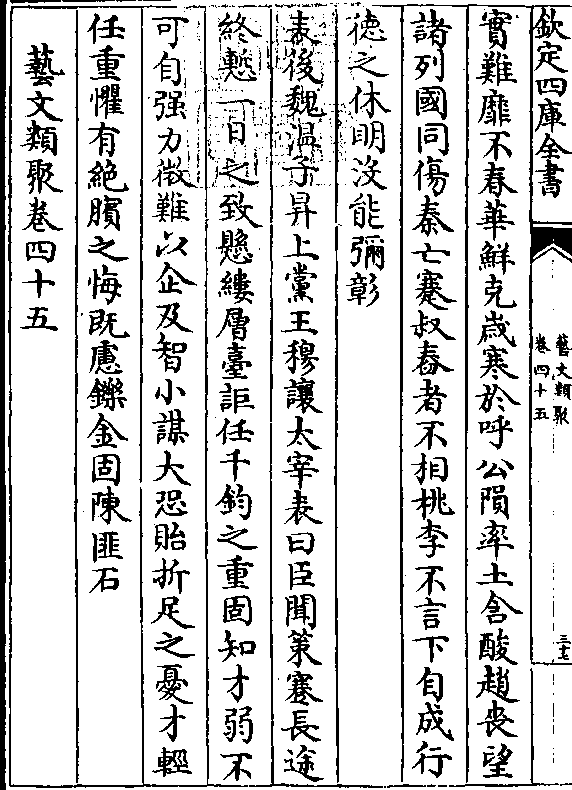 欽定四庫全書
藝文類聚
卷四十五
三十七
實難靡不春華鮮克歳寒於呼公隕率土含酸趙丧望
諸列國同傷秦亡蹇叔舂者不相桃李不言下自成行
徳之休明没能彌彰
表後魏温子昇上黨王穆讓太宰表曰臣聞策蹇長途
終慙一日之致懸縷層臺詎任千鈞之重固知才弱不
可自强力微難以企及智小謀大恐貽折足之憂才輕
任重懼有絶臏之悔既慮鑠金固陳匪石
藝文類聚卷四十五